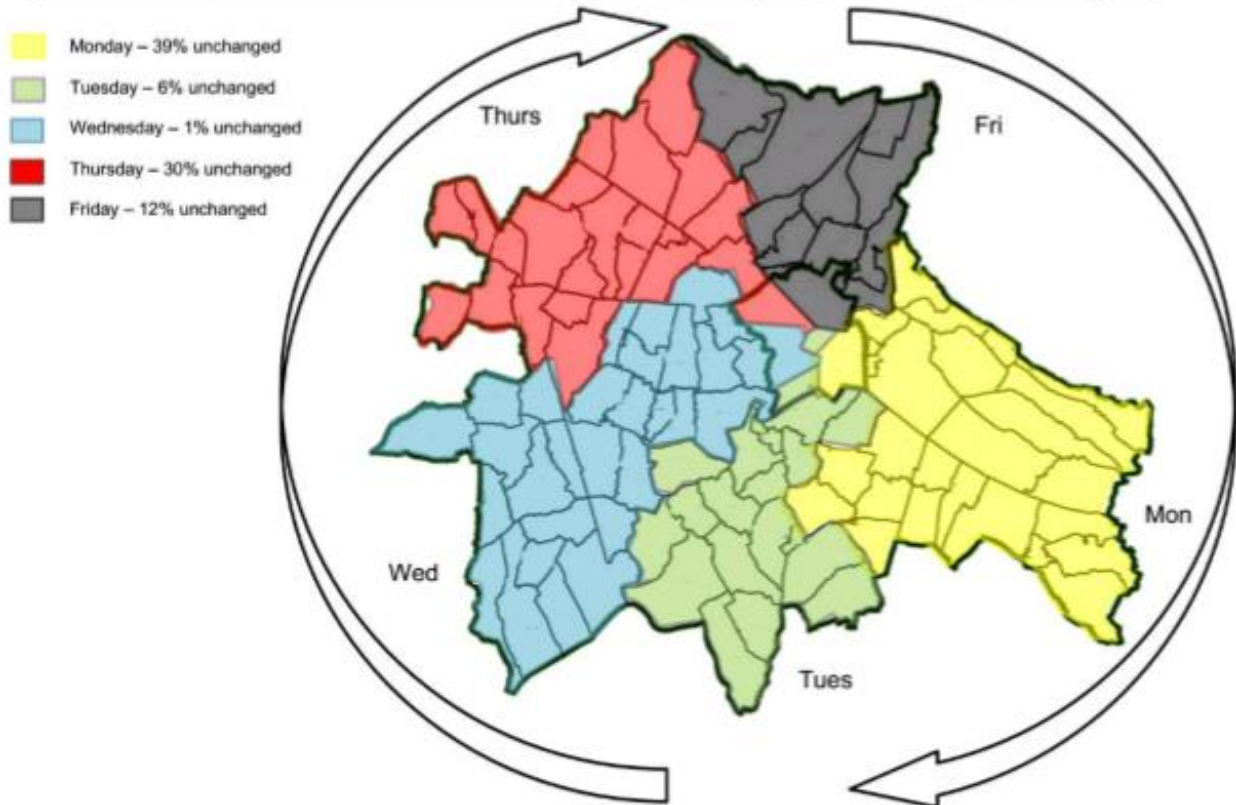 Monday – 39% unchanged
Tuesday – 6% unchanged
Wednesday – 1% unchanged
Thursday – 30% unchanged
Friday – 12% unchanged
Thurs
Fri
Mon
Wed
Tues